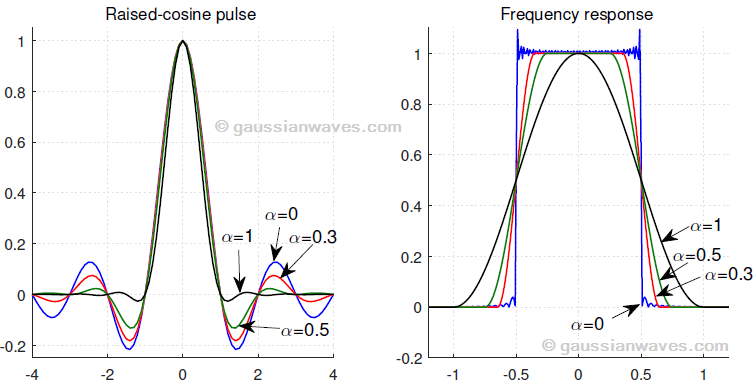 Raised-cosine pulse
1
0.8
0.6
0.4
0.2
0
-0.2
-4
-2
0
2
4
© gaussianwaves.com
α=0
α=1
α=0.3
α=0.5
Frequency response
1
0.8
0.6
0.4
0.2
0
-0.2
-1
-0.5
0
0.5
1
α=1
α=0.5
α=0.3
α=0
© gaussianwaves.com